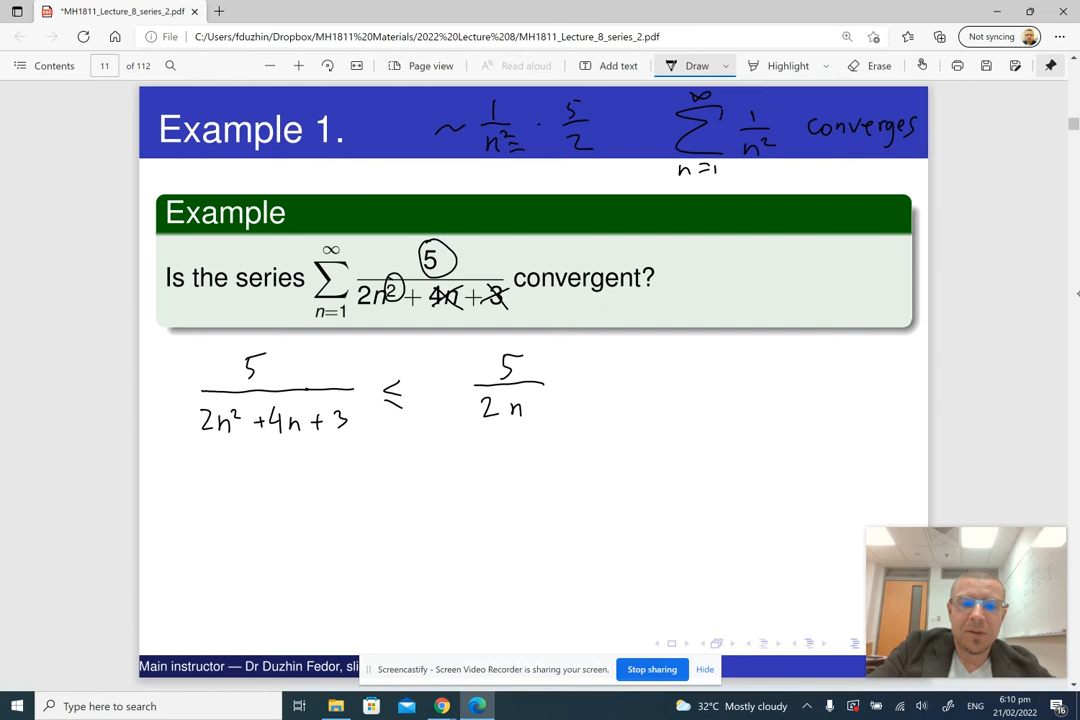 *MH1811_Lecture_8_series_2.pdf
File C:/Users/fduzhin/Dropbox/MH1811%20Materials/2022%20Lecture%208/MH1811_Lecture_8_series_2.pdf Not syncing
Contents 11 of 112 Page view Read aloud Add text Draw Highlight Erase
Example 1. ~ 1/n² · 5/2 ∑ n=1 ∞ 1/n² converges
Example
Is the series ∑ n=1 ∞ 5/(2n² + 4n + 3) convergent?
5/(2n² + 4n + 3) ≤ 5/(2n)
Main instructor — Dr Duzhin Fedor, sli
Screencastify - Screen Video Recorder is sharing your screen. Stop sharing Hide
Type here to search 32°C Mostly cloudy ENG 6:10 pm
21/02/2022 16